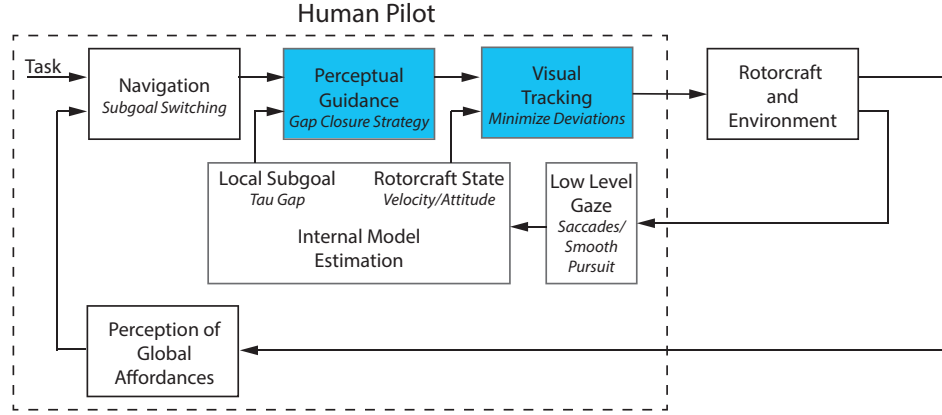 Human Pilot
Task
Navigation
Subgoal Switching
Perceptual
Guidance
Gap Closure Strategy
Visual
Tracking
Minimize Deviations
Rotorcraft
and
Environment
Local Subgoal
Tau Gap
Rotorcraft State
Velocity/Attitude
Internal Model
Estimation
Low Level
Gaze
Saccades/
Smooth
Pursuit
Perception of
Global
Affordances